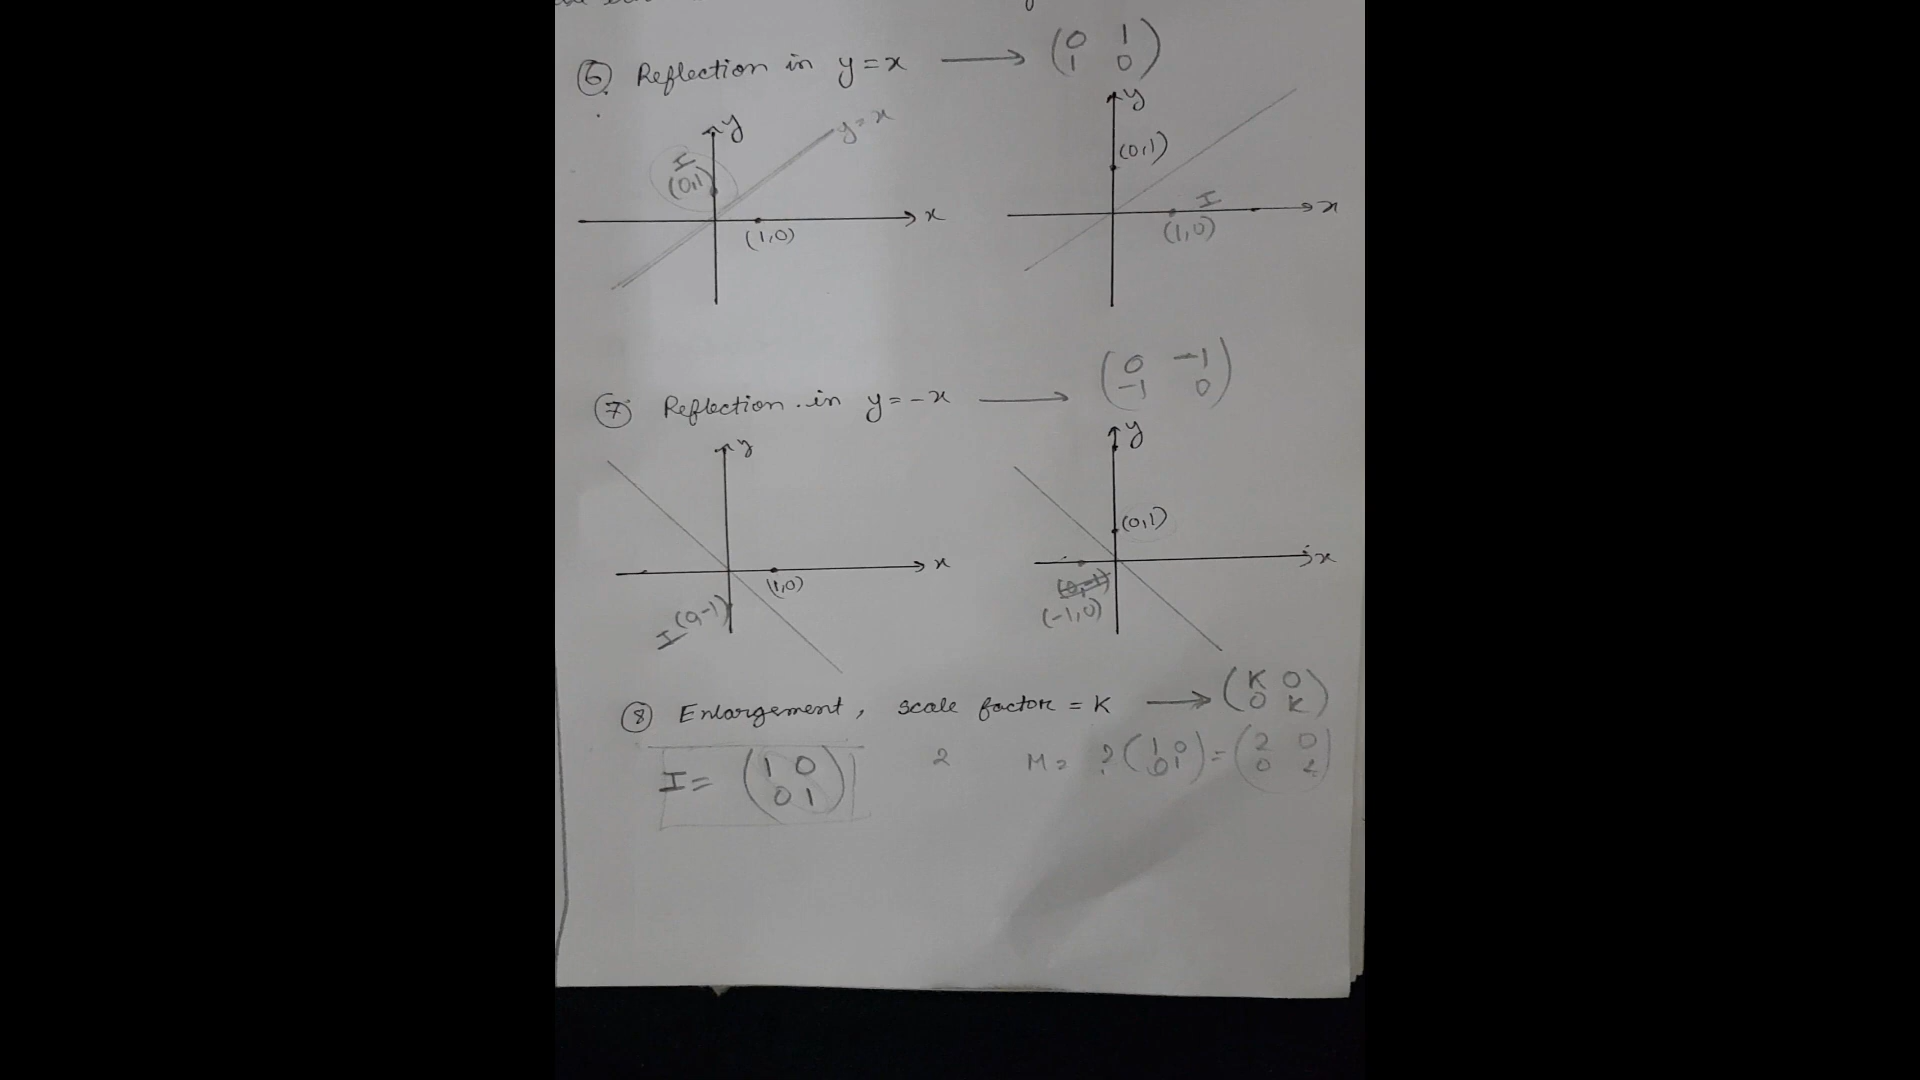 ⑥ Reflection in y=x ⟶ (0 1
1 0)
y y=x
I
(0,1)
x
(1,0)
y
(0,1)
I x
(1,0)
⑦ Reflection in y=-x ⟶ (0 -1
-1 0)
y
x
(1,0)
(0,-1)
I
y
(0,1)
x
(0,-1)
(-1,0)
⑧ Enlargement, scale factor = K ⟶ (K 0
0 K)
I= (1 0
0 1)
2 M= ? (1 0
0 1) = (2 0
0 2)